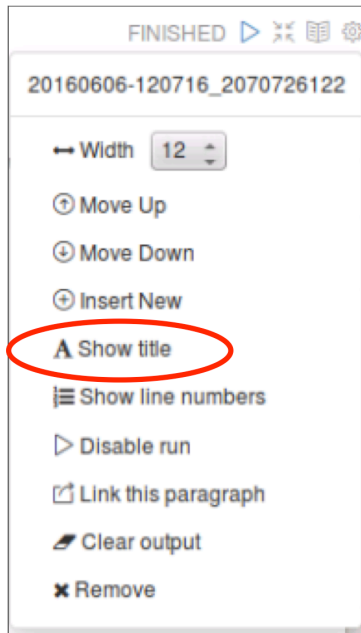 FINISHED
20160606-120716_2070726122
Width 12
Move Up
Move Down
Insert New
A Show title
Show line numbers
Disable run
Link this paragraph
Clear output
Remove